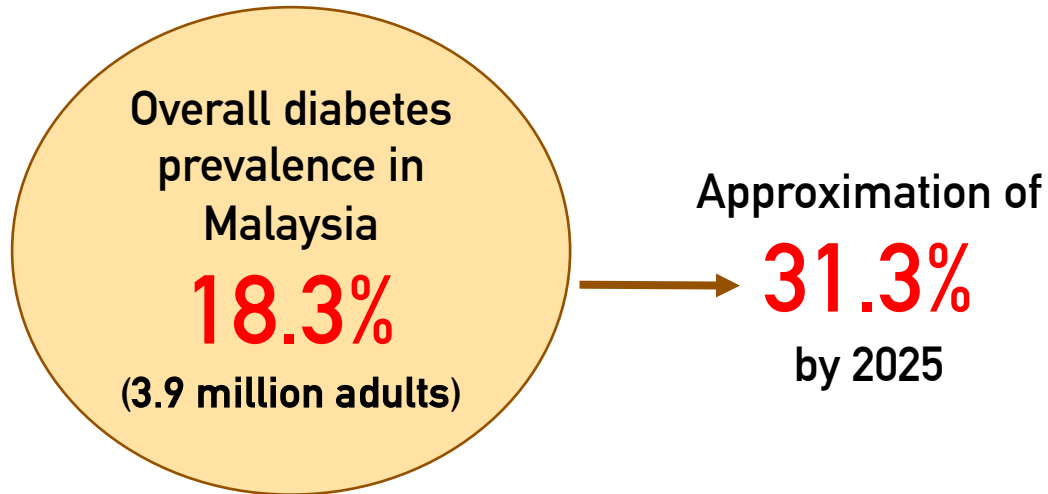 Overall diabetes
prevalence in
Malaysia
18.3%
(3.9 million adults)
Approximation of
31.3%
by 2025